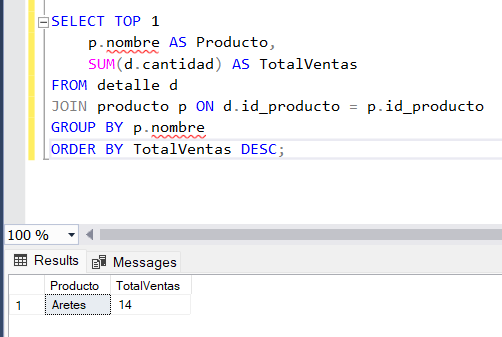 SELECT TOP 1
p.nombre AS Producto,
SUM(d.cantidad) AS TotalVentas
FROM detalle d
JOIN producto p ON d.id_producto = p.id_producto
GROUP BY p.nombre
ORDER BY TotalVentas DESC;
100 %
Results Messages
Producto TotalVentas
1 Aretes 14